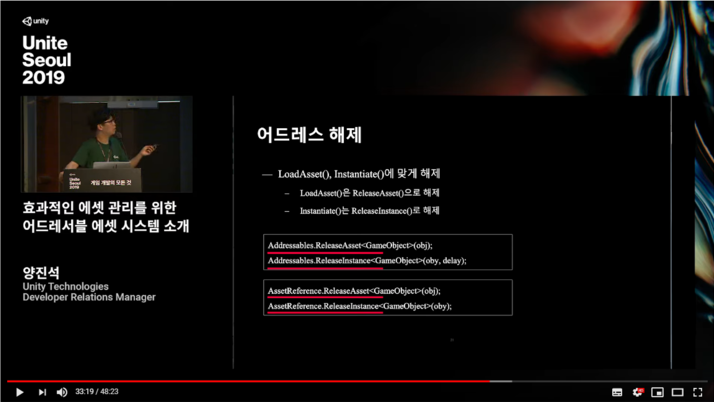 unity
Unite
Seoul
2019
Unite
Seoul
2019
게임 개발의 모든 것
효과적인 에셋 관리를 위한
어드레서블 에셋 시스템 소개
양진석
Unity Technologies
Developer Relations Manager
어드레스 해제
— LoadAsset(), Instantiate()에 맞게 해제
– LoadAsset()은 ReleaseAsset()으로 해제
– Instantiate()는 ReleaseInstance()로 해제
Addressables.ReleaseAsset<GameObject>(obj);
Addressables.ReleaseInstance<GameObject>(oby, delay);
AssetReference.ReleaseAsset<GameObject>(obj);
AssetReference.ReleaseInstance<GameObject>(oby);
33:19 / 48:23